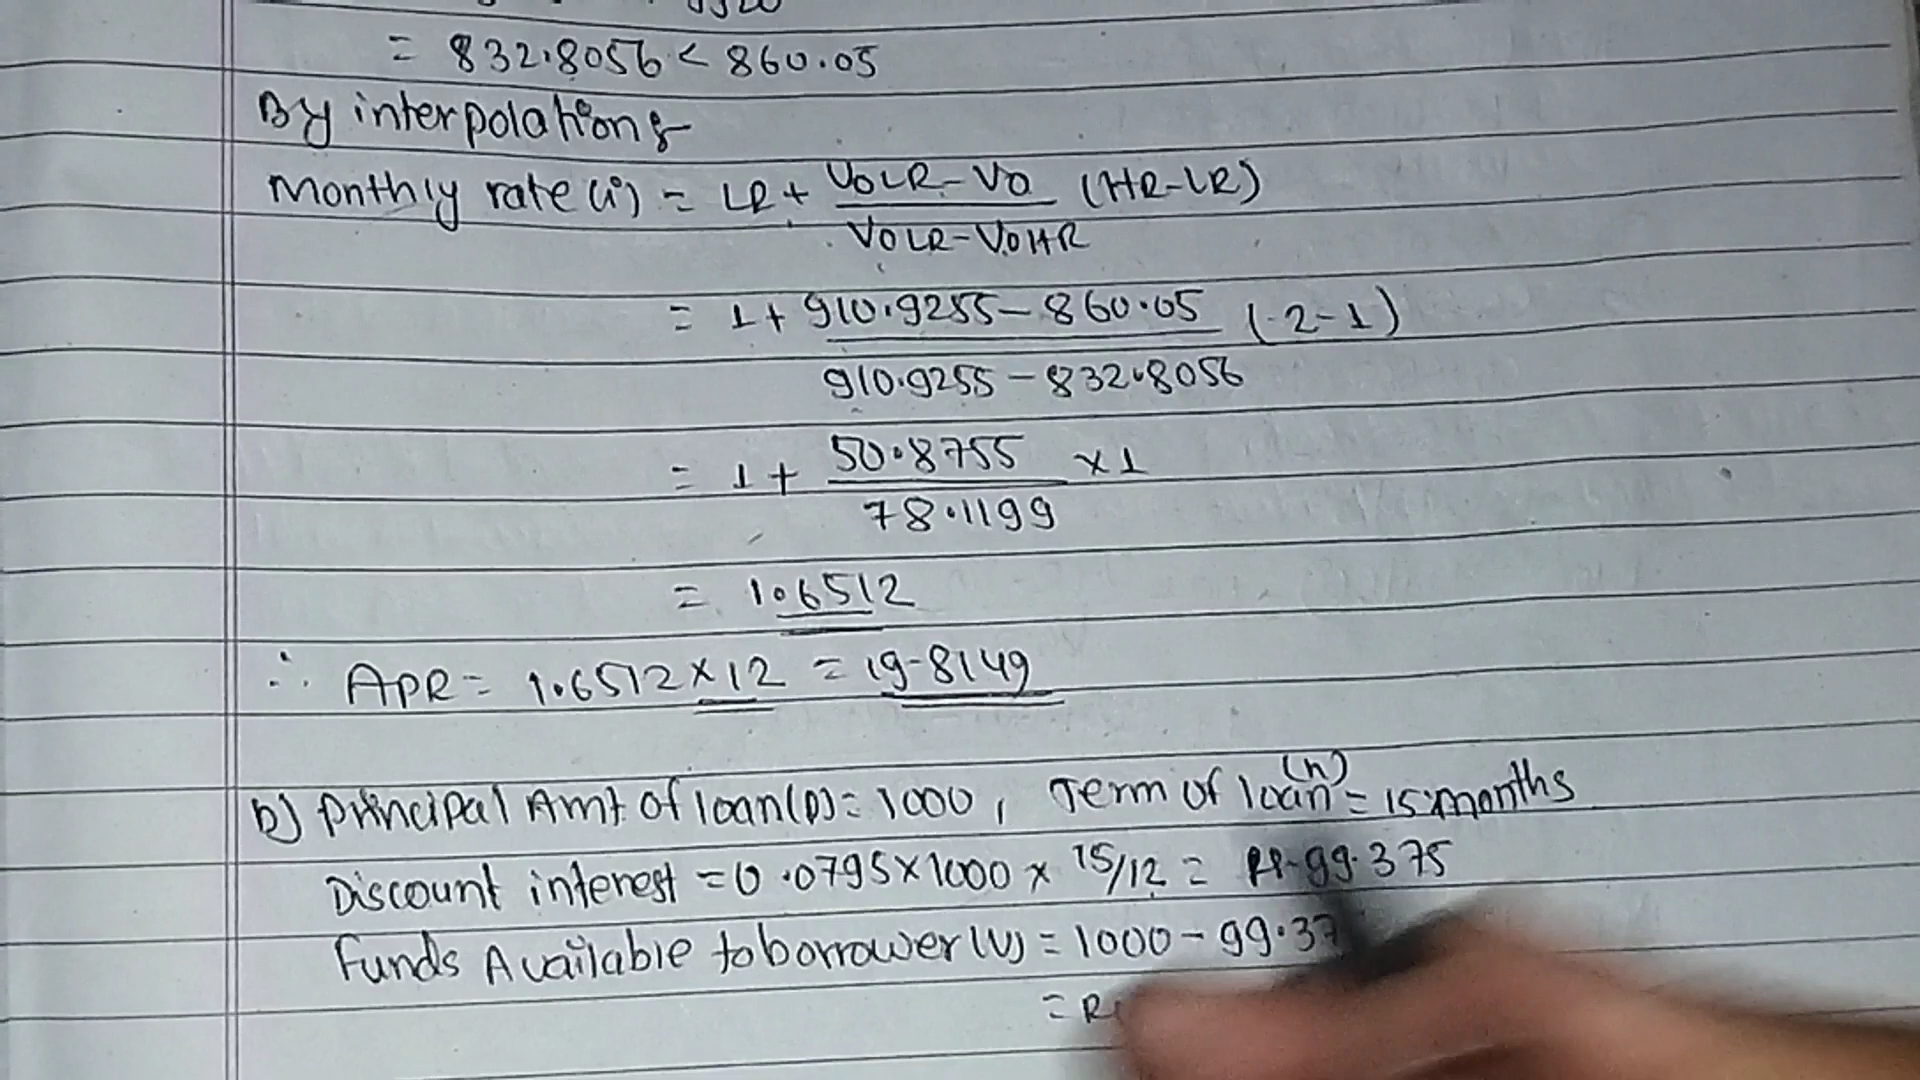 = 832.8056 < 860.05
By interpolation:
Monthly rate (i) = LR + VOLR - VO / VOLR - VOHR (HR-LR)
= 1 + 910.9255 - 860.05 / 910.9255 - 832.8056 (2-1)
= 1 + 50.8755 / 78.1199 × 1
= 1.6512
∴ APR = 1.6512 × 12 = 19.8149
b) Principal Amt of loan (P) = 1000, Term of loan (n) = 15 months
Discount interest = 0.0795 × 1000 × 15/12 = 99.375
Funds Available to borrower (V) = 1000 - 99.37
=